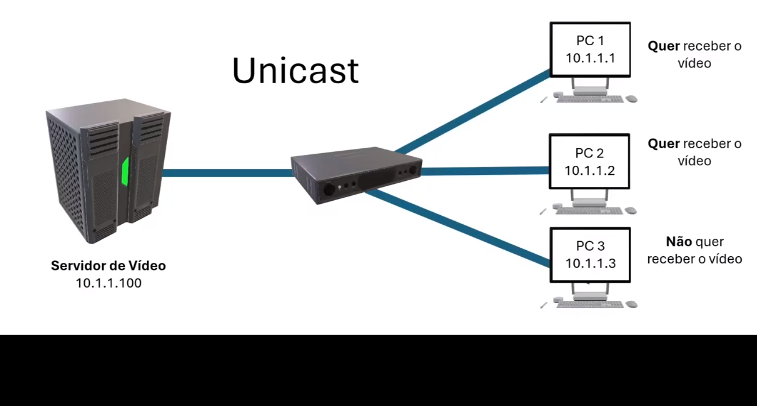 Unicast
PC 1
10.1.1.1
Quer receber o
vídeo
PC 2
10.1.1.2
Quer receber o
vídeo
PC 3
10.1.1.3
Não quer
receber o vídeo
Servidor de Vídeo
10.1.1.100